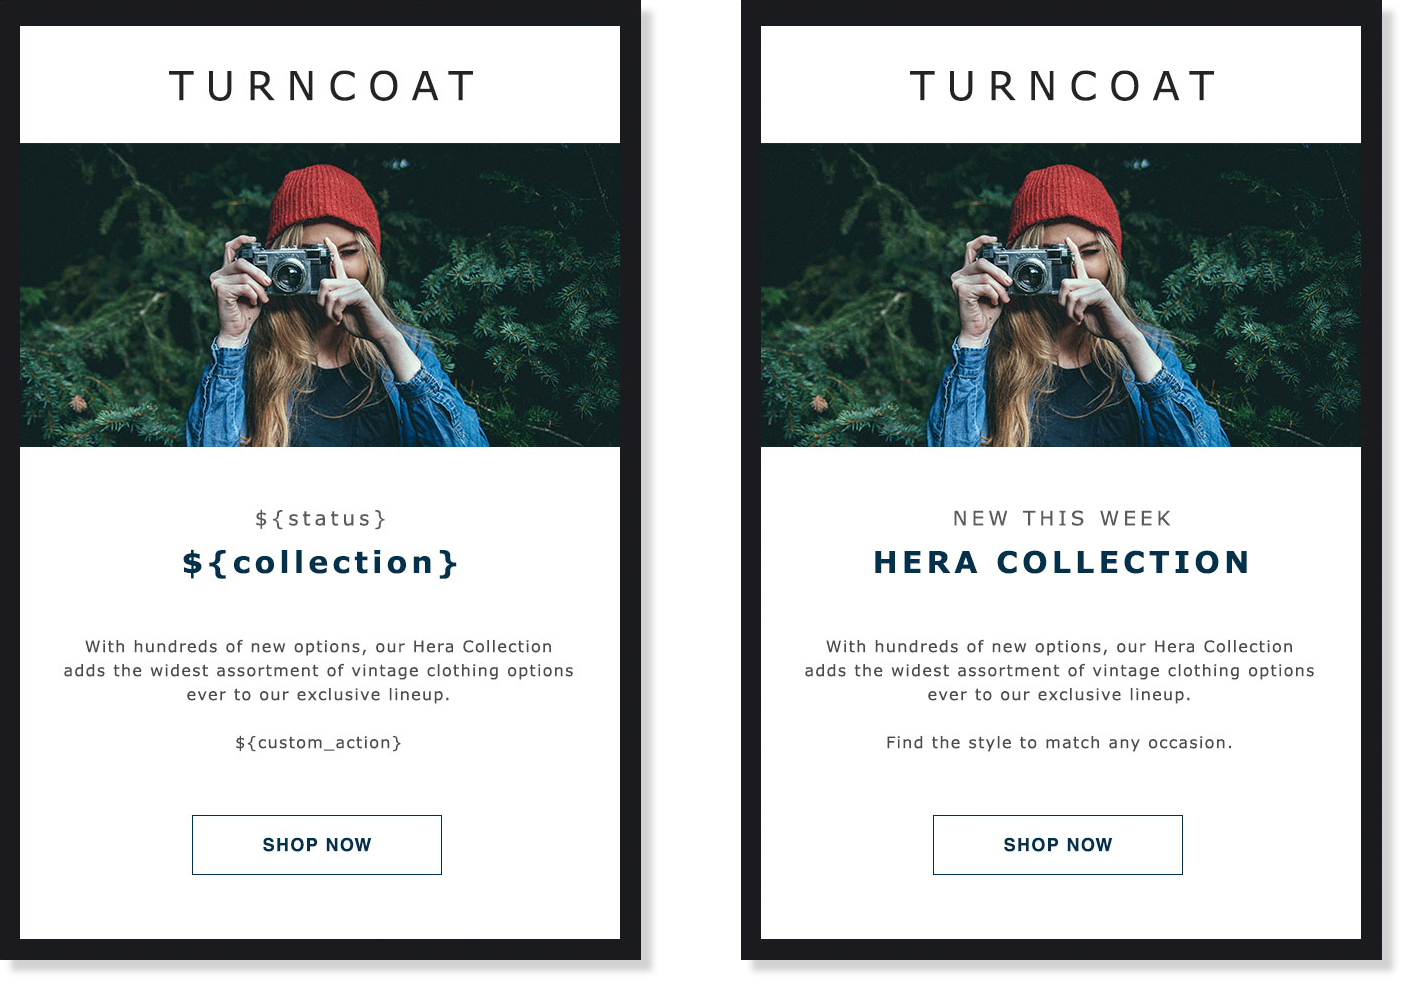 TURNCOAT
${status}
${collection}
With hundreds of new options, our Hera Collection
adds the widest assortment of vintage clothing options
ever to our exclusive lineup.
${custom_action}
SHOP NOW
TURNCOAT
NEW THIS WEEK
HERA COLLECTION
With hundreds of new options, our Hera Collection
adds the widest assortment of vintage clothing options
ever to our exclusive lineup.
Find the style to match any occasion.
SHOP NOW